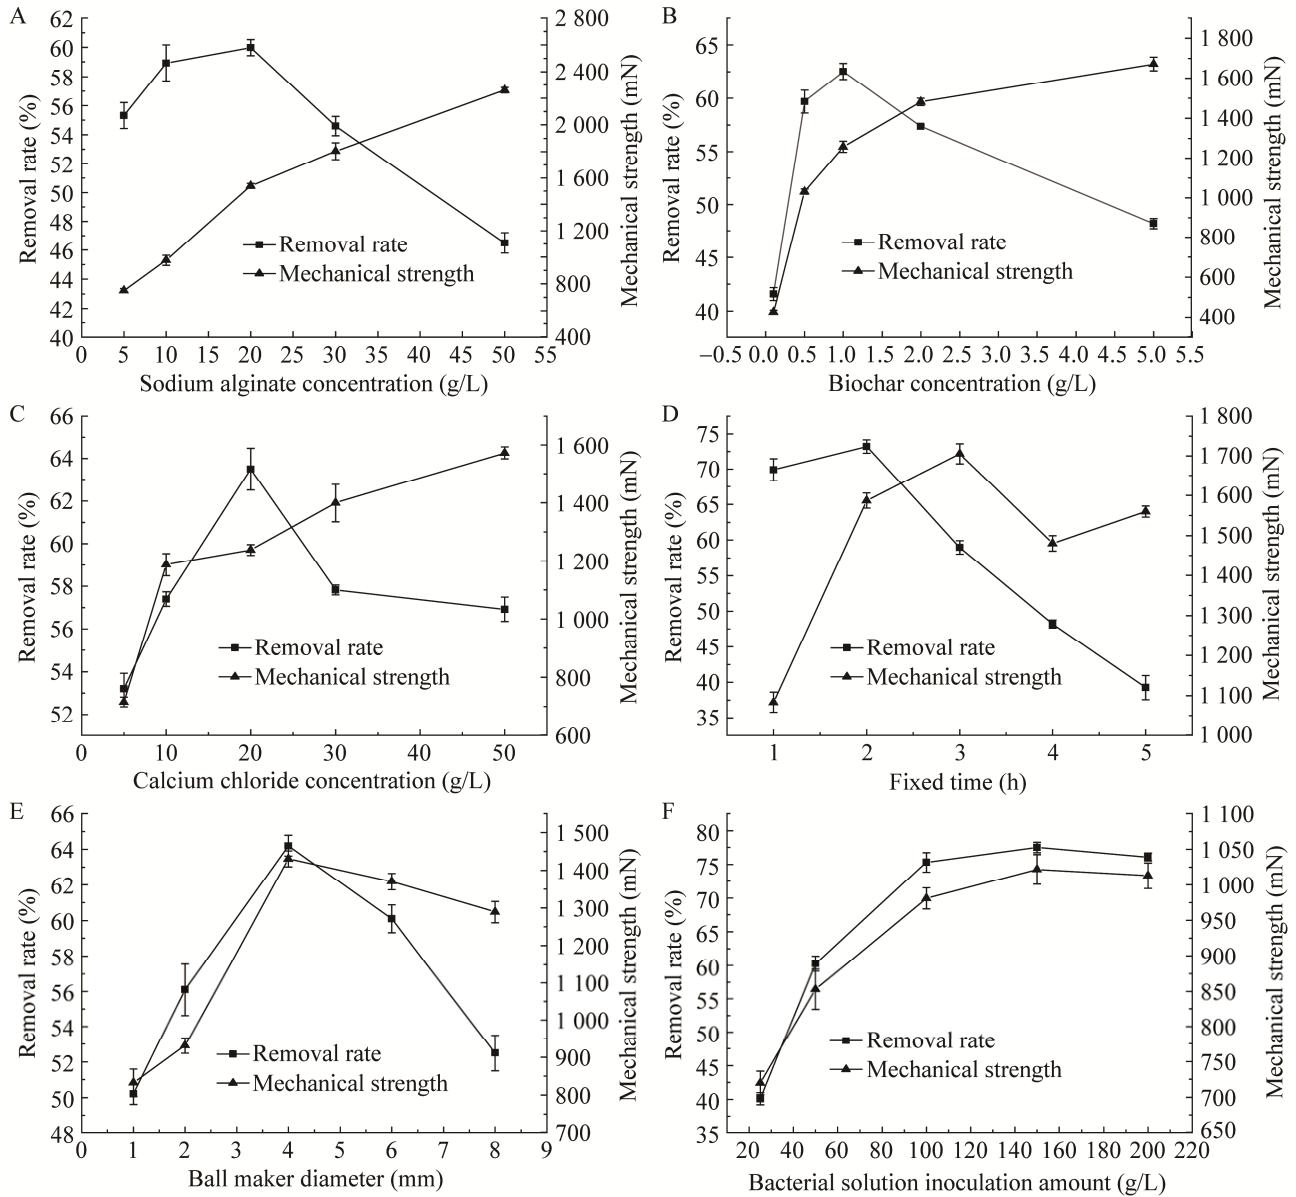 A
62
60
58
56
54
52
50
48
46
44
42
40
Removal rate (%)
2 800
2 400
2 000
1 600
1 200
800
400
Mechanical strength (mN)
Removal rate
Mechanical strength
0 5 10 15 20 25 30 35 40 45 50 55
Sodium alginate concentration (g/L)
B
65
60
55
50
45
40
Removal rate (%)
1 800
1 600
1 400
1 200
1 000
800
600
400
Mechanical strength (mN)
Removal rate
Mechanical strength
–0.5 0.0 0.5 1.0 1.5 2.0 2.5 3.0 3.5 4.0 4.5 5.0 5.5
Biochar concentration (g/L)
C
66
64
62
60
58
56
54
52
Removal rate (%)
1 600
1 400
1 200
1 000
800
600
Mechanical strength (mN)
Removal rate
Mechanical strength
0 10 20 30 40 50
Calcium chloride concentration (g/L)
D
75
70
65
60
55
50
45
40
35
Removal rate (%)
1 800
1 700
1 600
1 500
1 400
1 300
1 200
1 100
1 000
Mechanical strength (mN)
Removal rate
Mechanical strength
1 2 3 4 5
Fixed time (h)
E
66
64
62
60
58
56
54
52
50
48
Removal rate (%)
1 500
1 400
1 300
1 200
1 100
1 000
900
800
700
Mechanical strength (mN)
Removal rate
Mechanical strength
1 2 3 4 5 6 7 8 9
Ball maker diameter (mm)
F
80
75
70
65
60
55
50
45
40
35
Removal rate (%)
1 100
1 050
1 000
950
900
850
800
750
700
650
Mechanical strength (mN)
Removal rate
Mechanical strength
20 40 60 80 100 120 140 160 180 200 220
Bacterial solution inoculation amount (g/L)